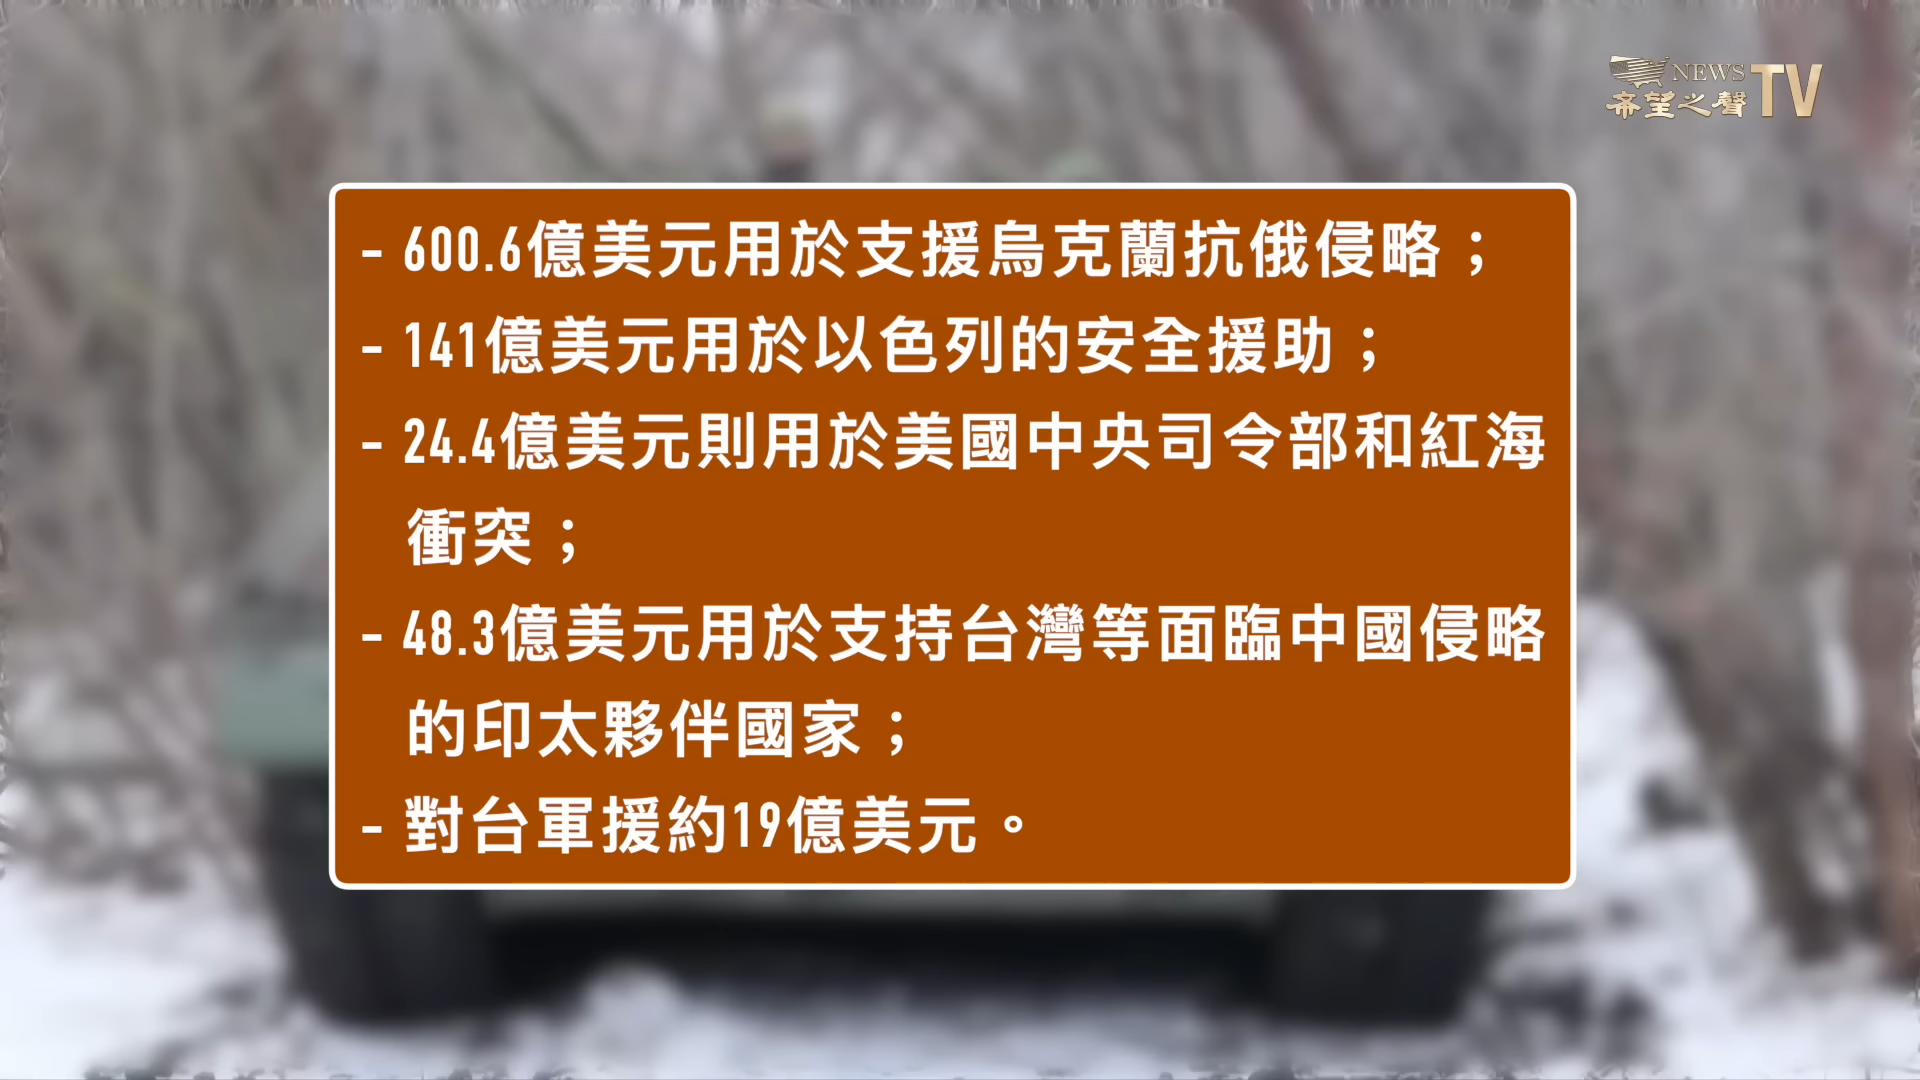 NEWS
希望之聲TV
- 600.6億美元用於支援烏克蘭抗俄侵略；
- 141億美元用於以色列的安全援助；
- 24.4億美元則用於美國中央司令部和紅海
衝突；
- 48.3億美元用於支持台灣等面臨中國侵略
的印太夥伴國家；
- 對台軍援約19億美元。